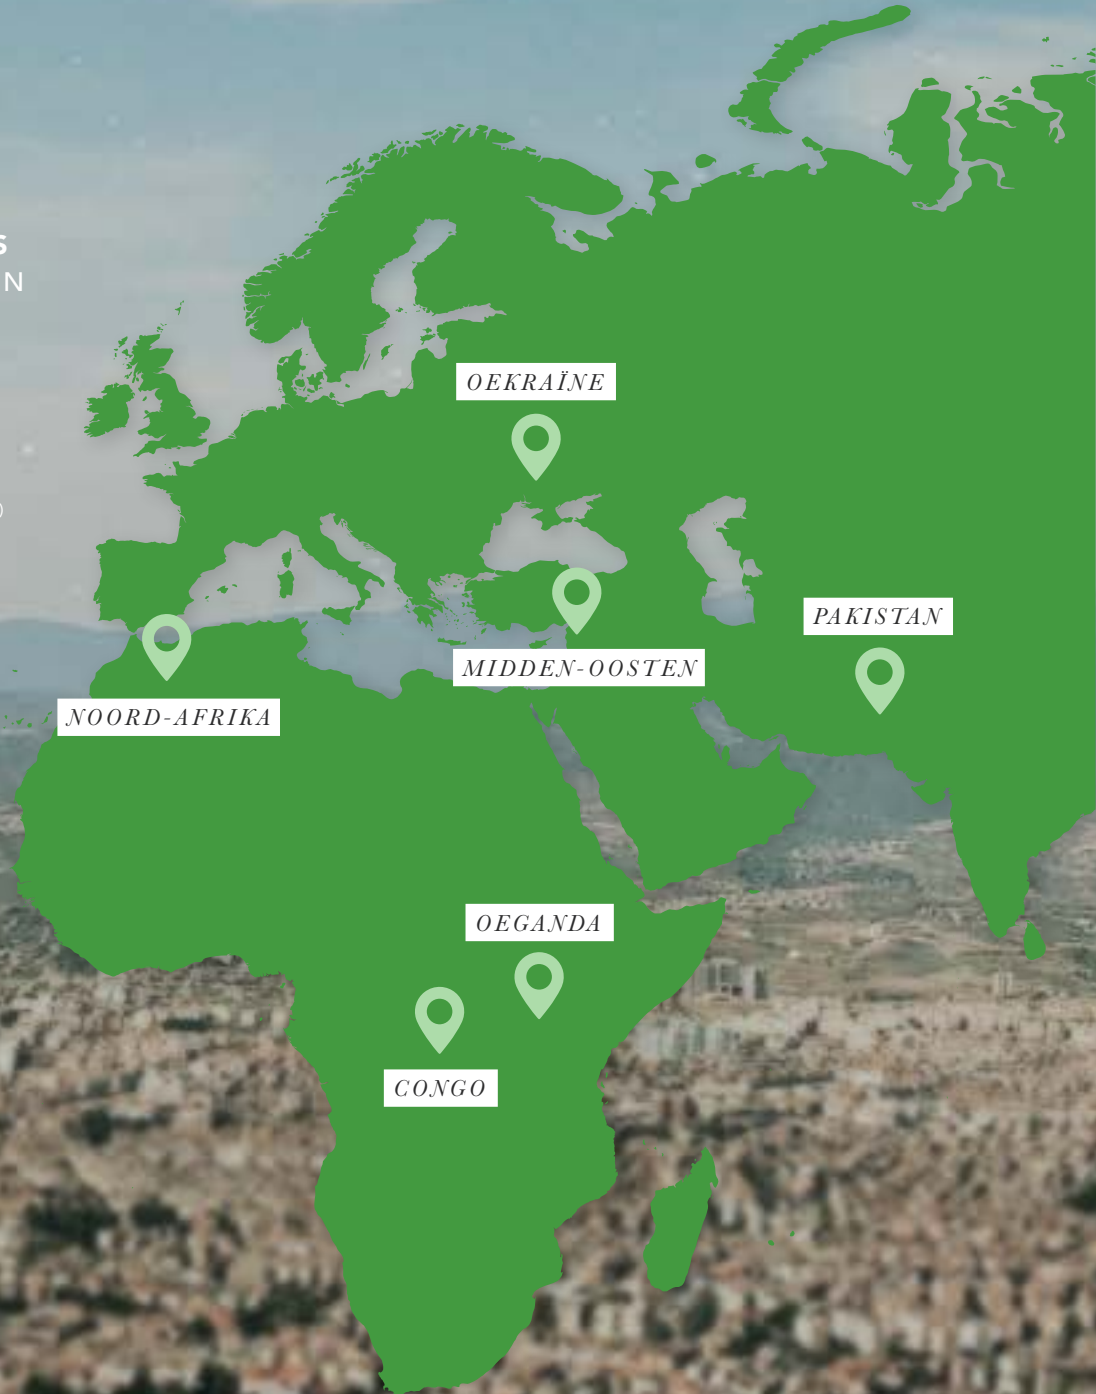 S
N
)
OEKRAÏNE
PAKISTAN
MIDDEN-OOSTEN
NOORD-AFRIKA
OEGANDA
CONGO